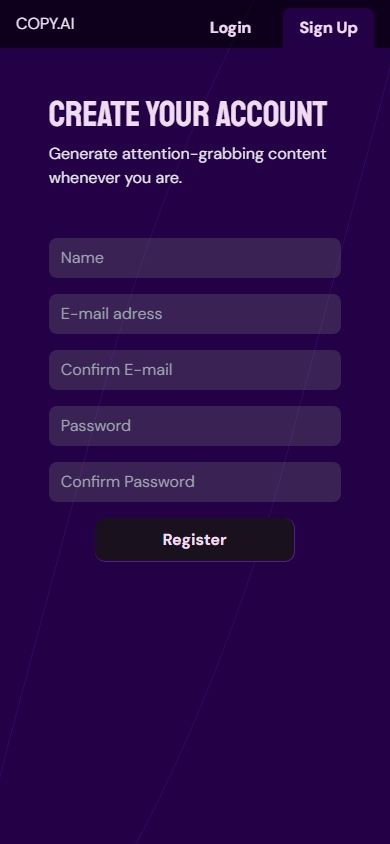 COPY.AI
Login
Sign Up
CREATE YOUR ACCOUNT
Generate attention-grabbing content
whenever you are.
Name
E-mail adress
Confirm E-mail
Password
Confirm Password
Register